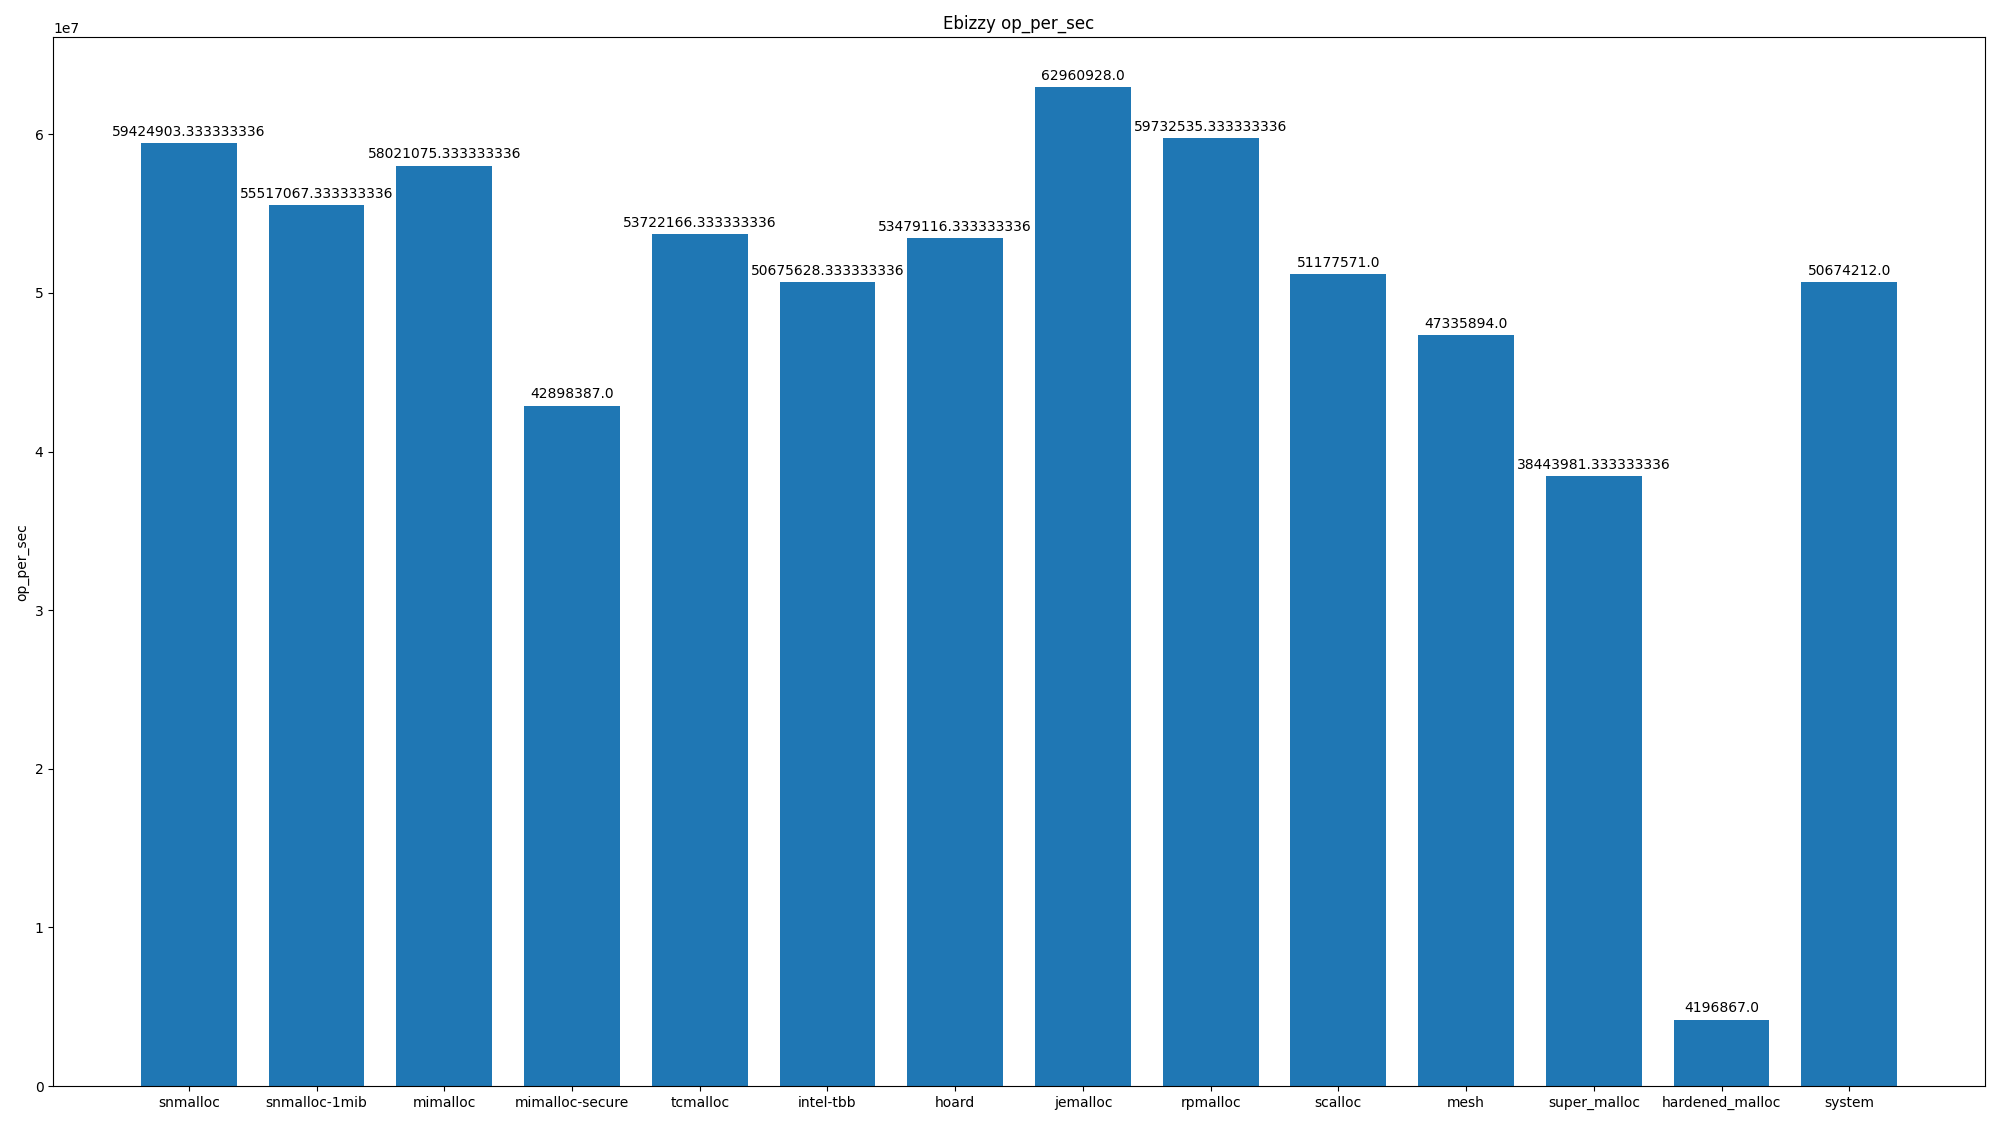 Ebizzy op_per_sec
1e7
62960928.0
59732535.333333336
59424903.333333336
58021075.333333336
55517067.333333336
53722166.333333336
53479116.333333336
51177571.0
50675628.333333336
50674212.0
47335894.0
42898387.0
38443981.333333336
4196867.0
6
5
4
3
2
1
0
op_per_sec
snmalloc
snmalloc-1mib
mimalloc
mimalloc-secure
tcmalloc
intel-tbb
hoard
jemalloc
rpmalloc
scalloc
mesh
super_malloc
hardened_malloc
system